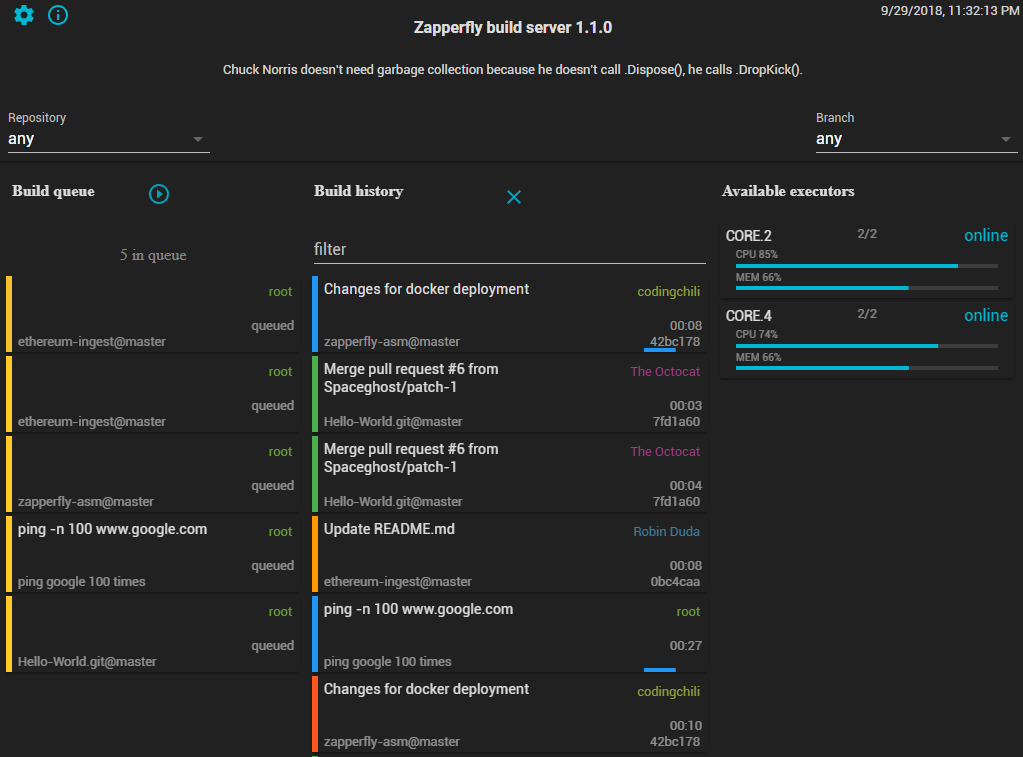 9/29/2018, 11:32:13 PM
Zapperfly build server 1.1.0
Chuck Norris doesn't need garbage collection because he doesn't call .Dispose(), he calls .DropKick().
Repository
any
Branch
any
Build queue
5 in queue
root
queued
ethereum-ingest@master
root
queued
ethereum-ingest@master
root
queued
zapperfly-asm@master
ping -n 100 www.google.com
root
queued
ping google 100 times
root
queued
Hello-World.git@master
Build history
filter
Changes for docker deployment
codingchili
00:08
zapperfly-asm@master
42bc178
Merge pull request #6 from
Spaceghost/patch-1
The Octocat
00:03
Hello-World.git@master
7fd1a60
Merge pull request #6 from
Spaceghost/patch-1
The Octocat
00:04
Hello-World.git@master
7fd1a60
Update README.md
Robin Duda
00:08
ethereum-ingest@master
0bc4caa
ping -n 100 www.google.com
root
00:27
ping google 100 times
Changes for docker deployment
codingchili
00:10
zapperfly-asm@master
42bc178
Available executors
CORE.2
2/2
online
CPU 85%
MEM 66%
CORE.4
2/2
online
CPU 74%
MEM 66%